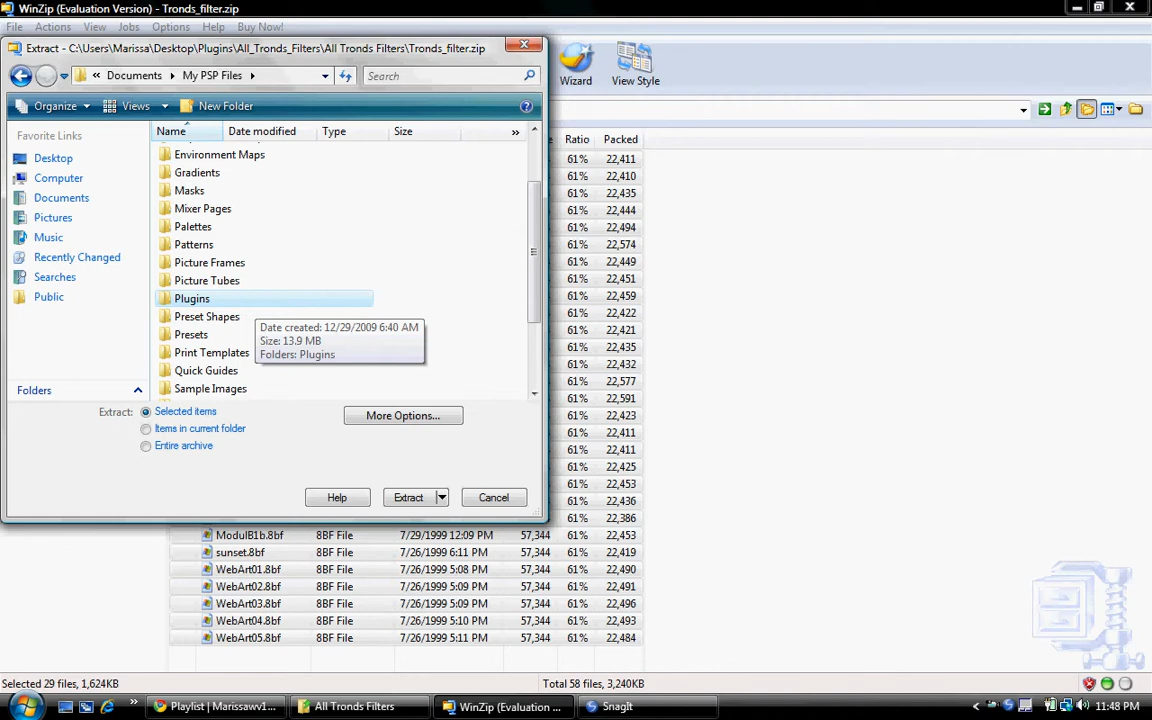 WinZip (Evaluation Version) - Tronds_filter.zip
File Actions View Jobs Options Help Buy Now!
Extract - C:\Users\Marissa\Desktop\Plugins\All_Tronds_Filters\All Tronds Filters\Tronds_filter.zip
Wizard View Style
« Documents My PSP Files Search
Organize Views New Folder
Favorite Links
Desktop
Computer
Documents
Pictures
Music
Recently Changed
Searches
Public
Folders
Name Date modified Type Size »
Environment Maps
Gradients
Masks
Mixer Pages
Palettes
Patterns
Picture Frames
Picture Tubes
Plugins
Preset Shapes
Presets
Print Templates
Quick Guides
Sample Images
Date created: 12/29/2009 6:40 AM
Size: 13.9 MB
Folders: Plugins
Extract: Selected items
Items in current folder
Entire archive
More Options...
Help Extract Cancel
Ratio Packed
61% 22,411
61% 22,410
61% 22,435
61% 22,444
61% 22,494
61% 22,574
61% 22,449
61% 22,451
61% 22,459
61% 22,422
61% 22,421
61% 22,435
61% 22,432
61% 22,577
61% 22,591
61% 22,423
61% 22,411
61% 22,411
61% 22,425
61% 22,453
61% 22,436
61% 22,386
ModulB1b.8bf 8BF File 7/29/1999 12:09 PM 57,344 61% 22,453
sunset.8bf 8BF File 7/26/1999 6:11 PM 57,344 61% 22,419
WebArt01.8bf 8BF File 7/26/1999 5:08 PM 57,344 61% 22,490
WebArt02.8bf 8BF File 7/26/1999 5:09 PM 57,344 61% 22,491
WebArt03.8bf 8BF File 7/26/1999 5:09 PM 57,344 61% 22,496
WebArt04.8bf 8BF File 7/26/1999 5:10 PM 57,344 61% 22,493
WebArt05.8bf 8BF File 7/26/1999 5:11 PM 57,344 61% 22,484
Selected 29 files, 1,624KB Total 58 files, 3,240KB
» Playlist | Marissawv1... All Tronds Filters WinZip (Evaluation ... SnagIt 11:48 PM